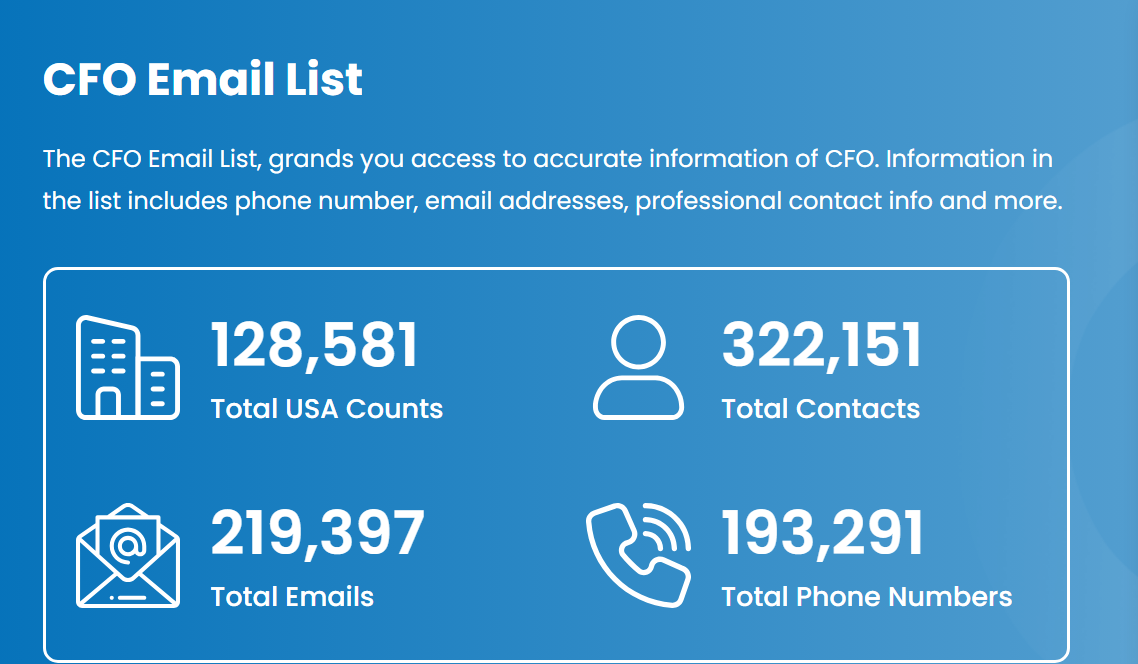 CFO Email List
The CFO Email List, grands you access to accurate information of CFO. Information in
the list includes phone number, email addresses, professional contact info and more.
128,581
Total USA Counts
322,151
Total Contacts
219,397
Total Emails
193,291
Total Phone Numbers